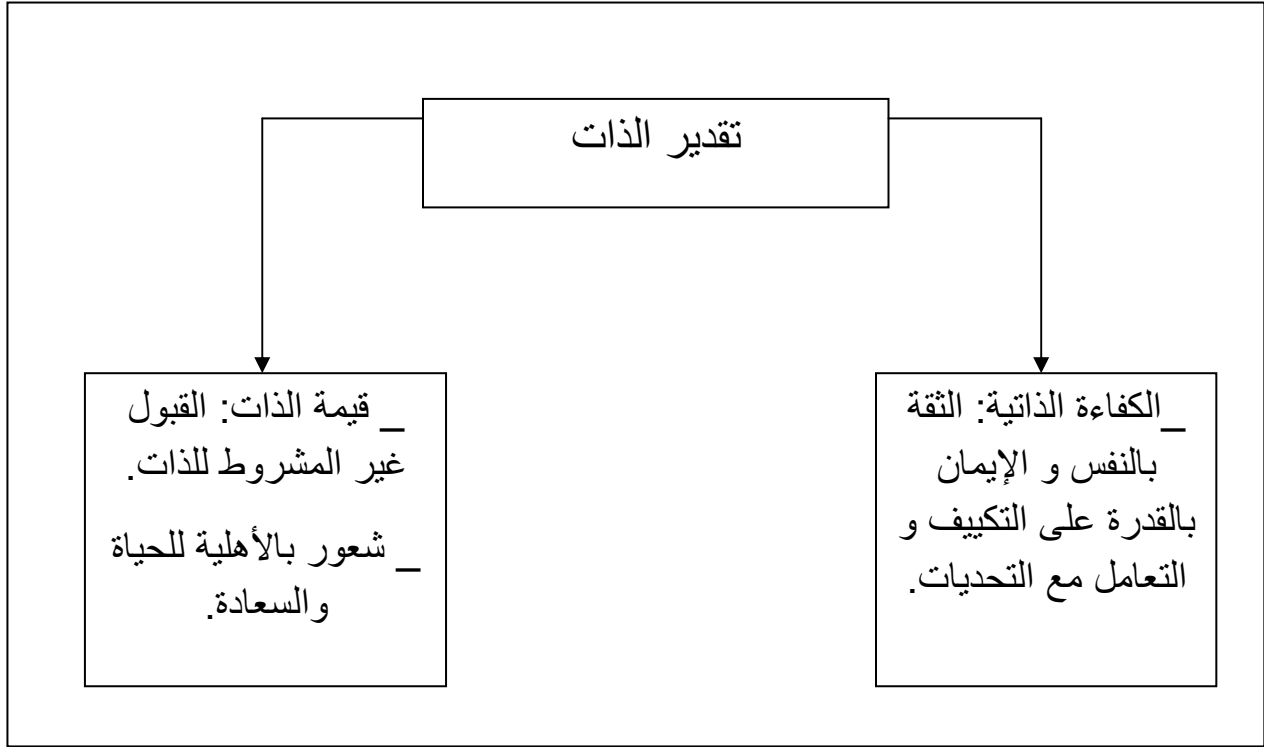 تقدير الذات
_الكفاءة الذاتية: الثقة
بالنفس و الإيمان
بالقدرة على التكييف و
التعامل مع التحديات.
_ قيمة الذات: القبول
غير المشروط للذات.
_ شعور بالأهلية للحياة
والسعادة.